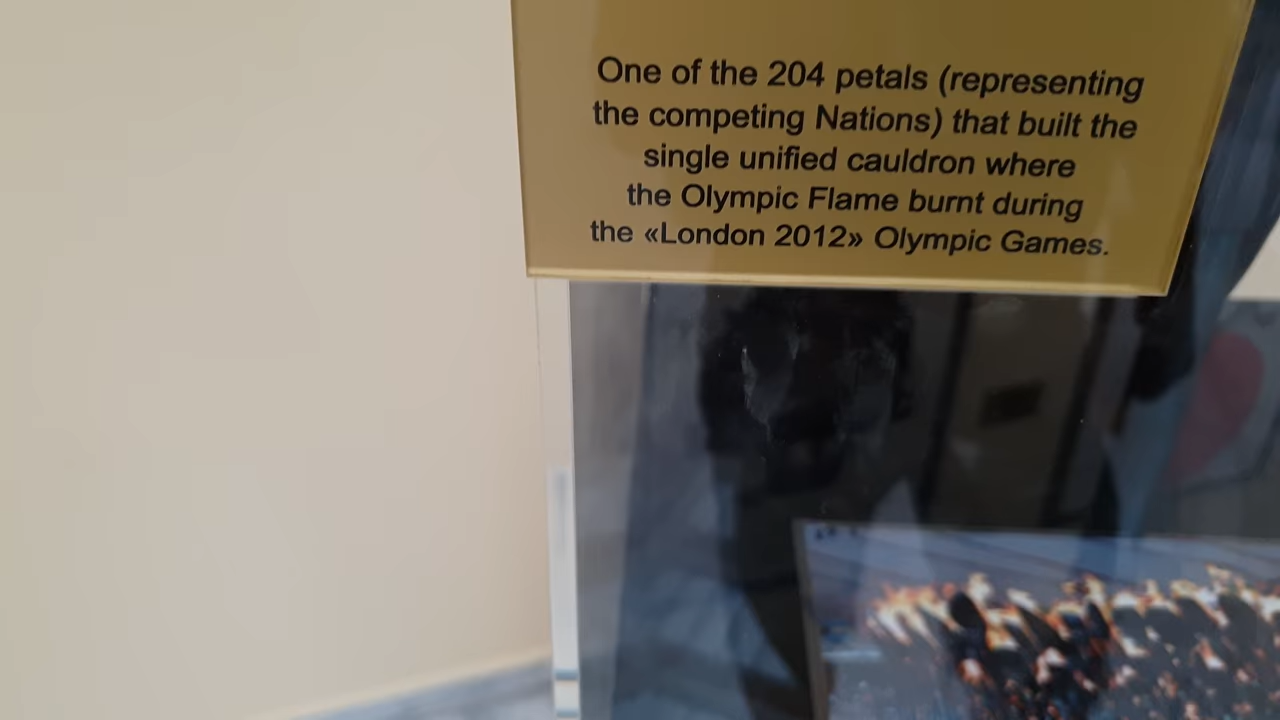 One of the 204 petals (representing
the competing Nations) that built the
single unified cauldron where
the Olympic Flame burnt during
the «London 2012» Olympic Games.